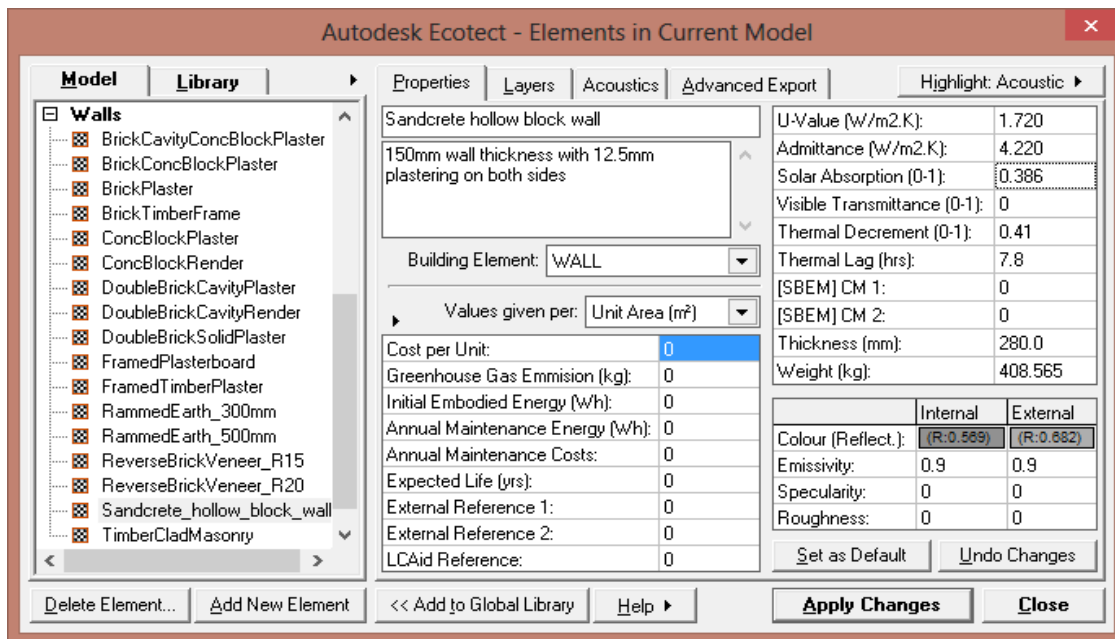 Autodesk Ecotect - Elements in Current Model
Model Library
Walls
BrickCavityConcBlockPlaster
BrickConcBlockPlaster
BrickPlaster
BrickTimberFrame
ConcBlockPlaster
ConcBlockRender
DoubleBrickCavityPlaster
DoubleBrickCavityRender
DoubleBrickSolidPlaster
FramedPlasterboard
FramedTimberPlaster
RammedEarth_300mm
RammedEarth_500mm
ReverseBrickVeneer_R15
ReverseBrickVeneer_R20
Sandcrete_hollow_block_wall
TimberCladMasonry
Delete Element... Add New Element
Properties Layers Acoustics Advanced Export
Sandcrete hollow block wall
150mm wall thickness with 12.5mm
plastering on both sides
Building Element: WALL
Values given per: Unit Area (m²)
Cost per Unit: 0
Greenhouse Gas Emmision (kg): 0
Initial Embodied Energy (Wh): 0
Annual Maintenance Energy (Wh): 0
Annual Maintenance Costs: 0
Expected Life (yrs): 0
External Reference 1: 0
External Reference 2: 0
LCAid Reference: 0
<< Add to Global Library Help
Highlight: Acoustic
U-Value (W/m2.K): 1.720
Admittance (W/m2.K): 4.220
Solar Absorption (0-1): 0.386
Visible Transmittance (0-1): 0
Thermal Decrement (0-1): 0.41
Thermal Lag (hrs): 7.8
[SBEM] CM 1: 0
[SBEM] CM 2: 0
Thickness (mm): 280.0
Weight (kg): 408.565
Internal External
Colour (Reflect.): (R:0.569) (R:0.682)
Emissivity: 0.9 0.9
Specularity: 0 0
Roughness: 0 0
Set as Default Undo Changes
Apply Changes Close